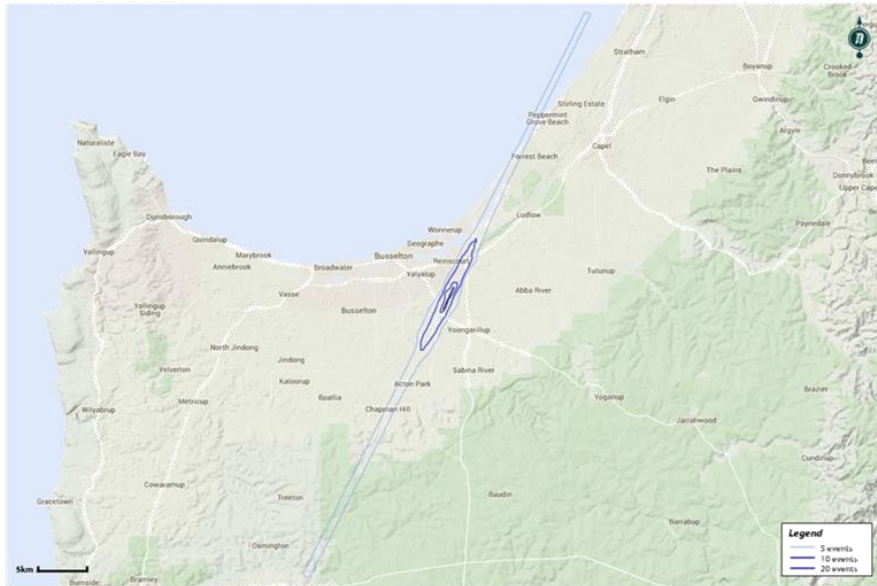 Stratham
Boyanup
Crooked
Brook
Gwindinup
Elgin
Stirling Estate
Peppermint
Grove Beach
Argyle
Naturaliste
Eagle Bay
Capel
Forrest Beach
The Plains
Donnybrook
Upper Cape
Dunsborough
Ludlow
Paynedale
Wonnerup
Quindalup
Geographe
Yallingup
Marybrook
Busselton
Reinscourt
Anniebrook
Broadwater
Yalyalup
Tutunup
Vasse
Abba River
Yallingup
Siding
Busselton
Yoongarillup
North Jindong
Jindong
Yelverton
Sabina River
Kaloorup
Acton Park
Metricup
Boallia
Yoganup
Brazier
Wilyabrup
Chapman Hill
Jarrahwood
Cundinup
Cowaramup
Treeton
Baudin
Gracetown
Barrabup
Osmington
Legend
5 events
10 events
20 events
5km
Burnside
Bramley